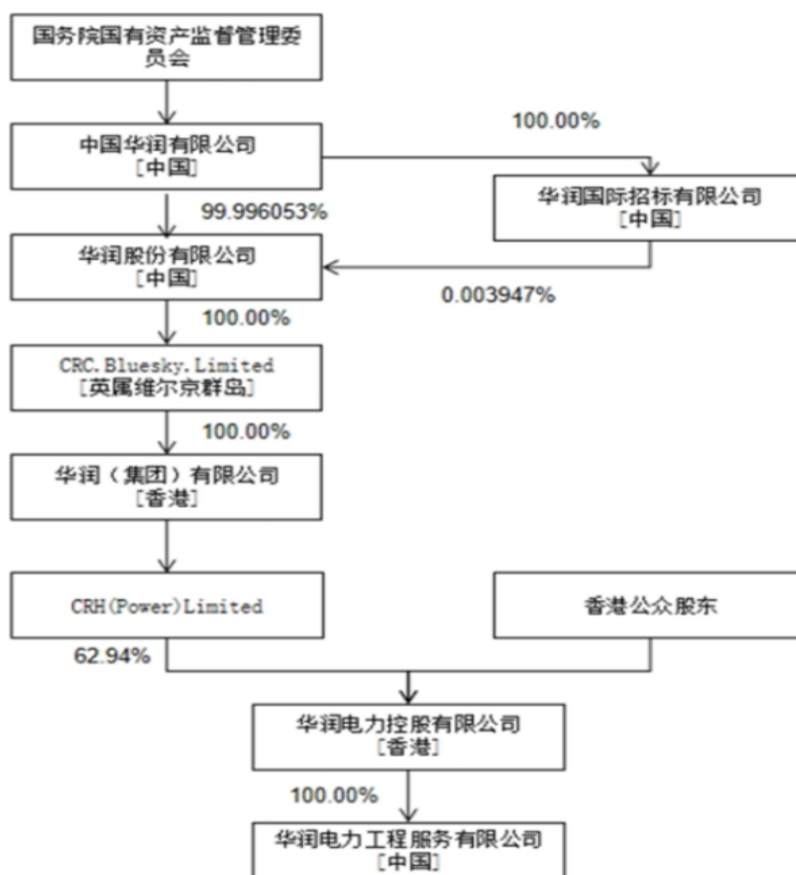 国务院国有资产监督管理委
员会
中国华润有限公司
[中国]
100.00%
华润国际招标有限公司
[中国]
99.996053%
华润股份有限公司
[中国]
0.003947%
100.00%
CRC.Bluesky.Limited
[英属维尔京群岛]
100.00%
华润（集团）有限公司
[香港]
CRH(Power)Limited
香港公众股东
62.94%
华润电力控股有限公司
[香港]
100.00%
华润电力工程服务有限公司
[中国]